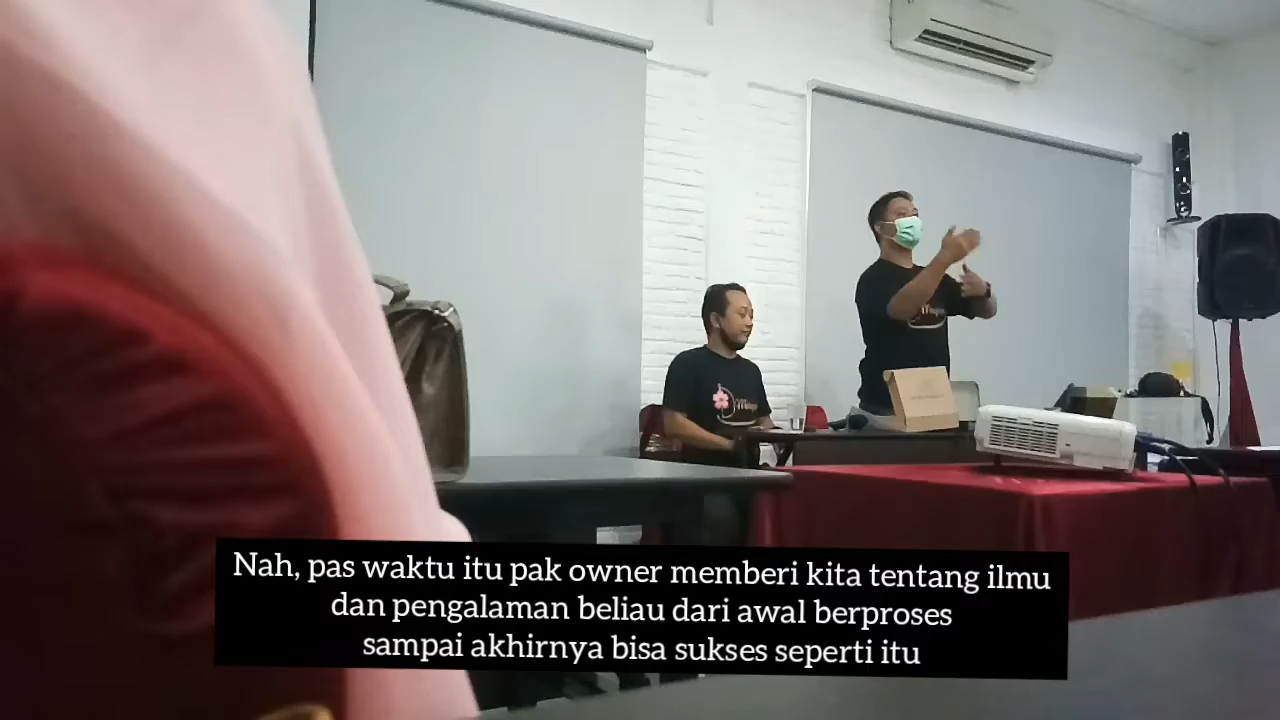 Nah, pas waktu itu pak owner memberi kita tentang ilmu
dan pengalaman beliau dari awal berproses
sampai akhirnya bisa sukses seperti itu